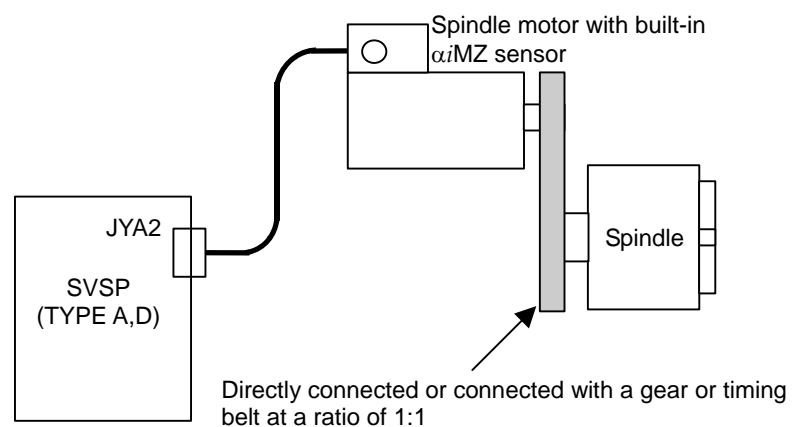 Spindle motor with built-in
αiMZ sensor
JYA2
SVSP
(TYPE A,D)
Spindle
Directly connected or connected with a gear or timing
belt at a ratio of 1:1